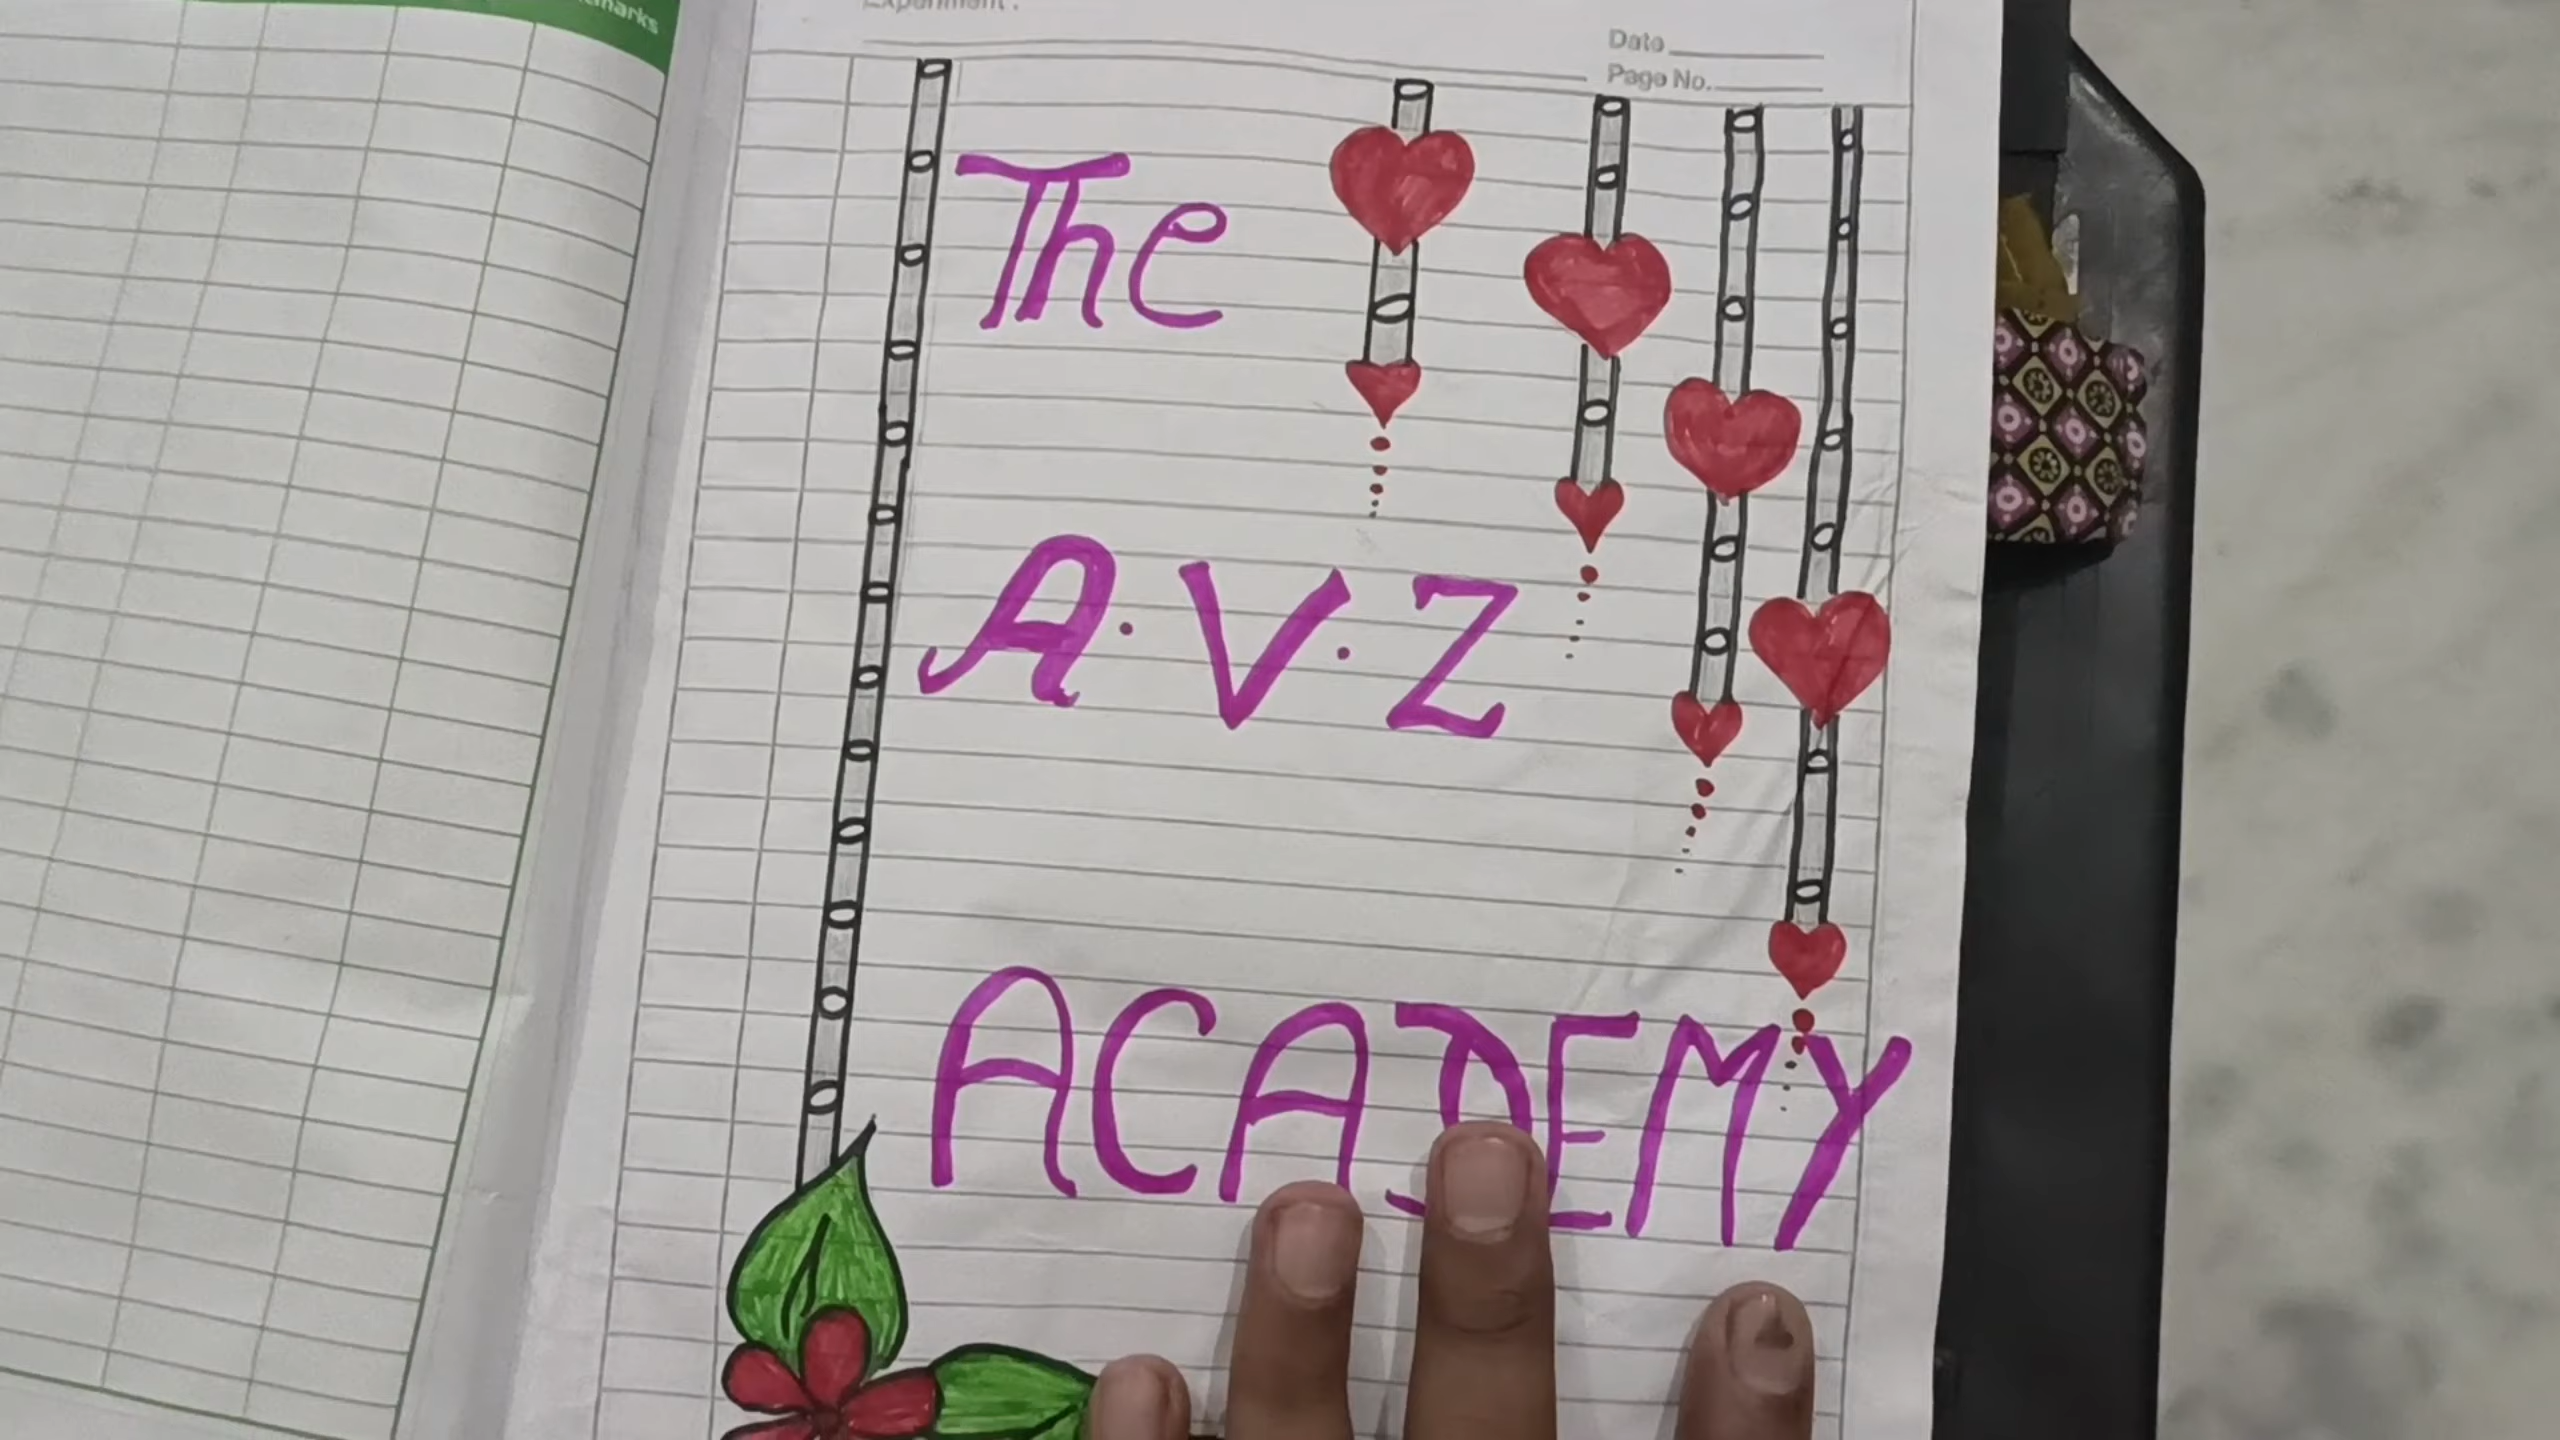 Experiment :
Date
Page No.
The
A.V.Z
ACADEMY